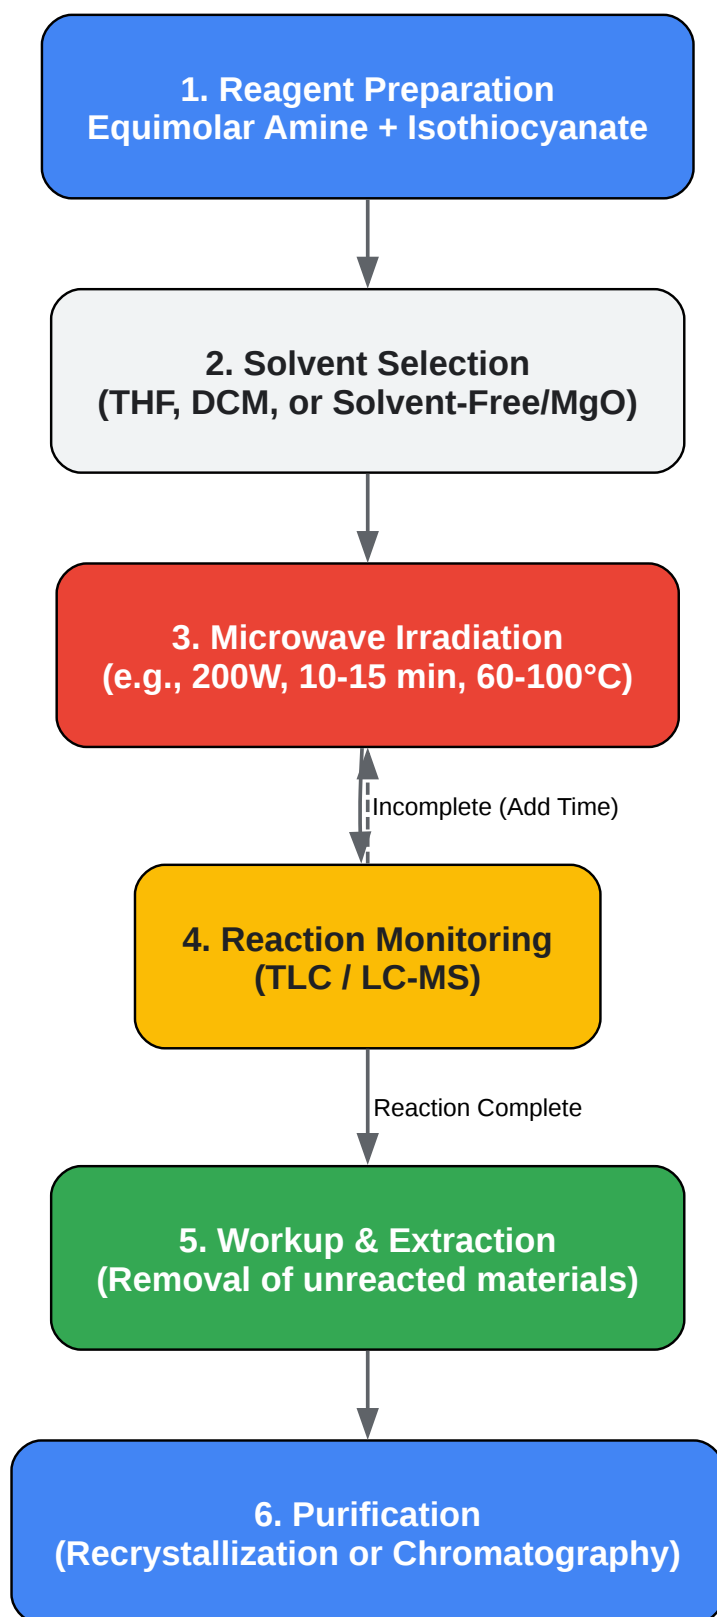 1. Reagent Preparation
Equimolar Amine + Isothiocyanate
2. Solvent Selection
(THF, DCM, or Solvent-Free/MgO)
3. Microwave Irradiation
(e.g., 200W, 10-15 min, 60-100°C)
Incomplete (Add Time)
4. Reaction Monitoring
(TLC / LC-MS)
Reaction Complete
5. Workup & Extraction
(Removal of unreacted materials)
6. Purification
(Recrystallization or Chromatography)